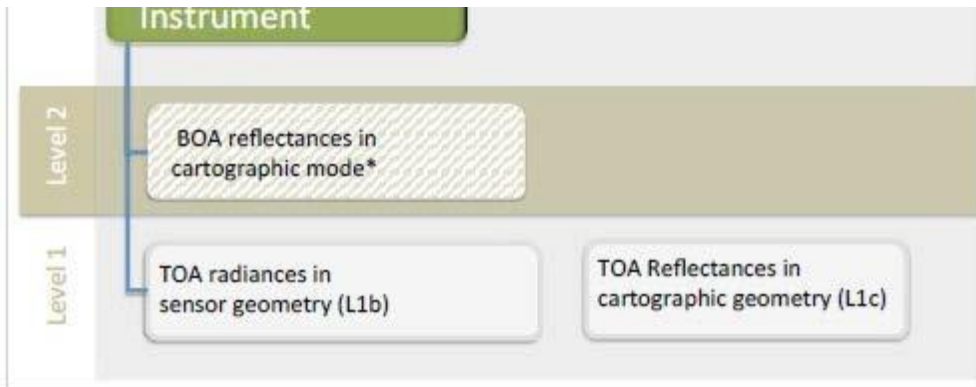 Instrument
Level 2
BOA reflectances in
cartographic mode*
Level 1
TOA radiances in
sensor geometry (L1b)
TOA Reflectances in
cartographic geometry (L1c)